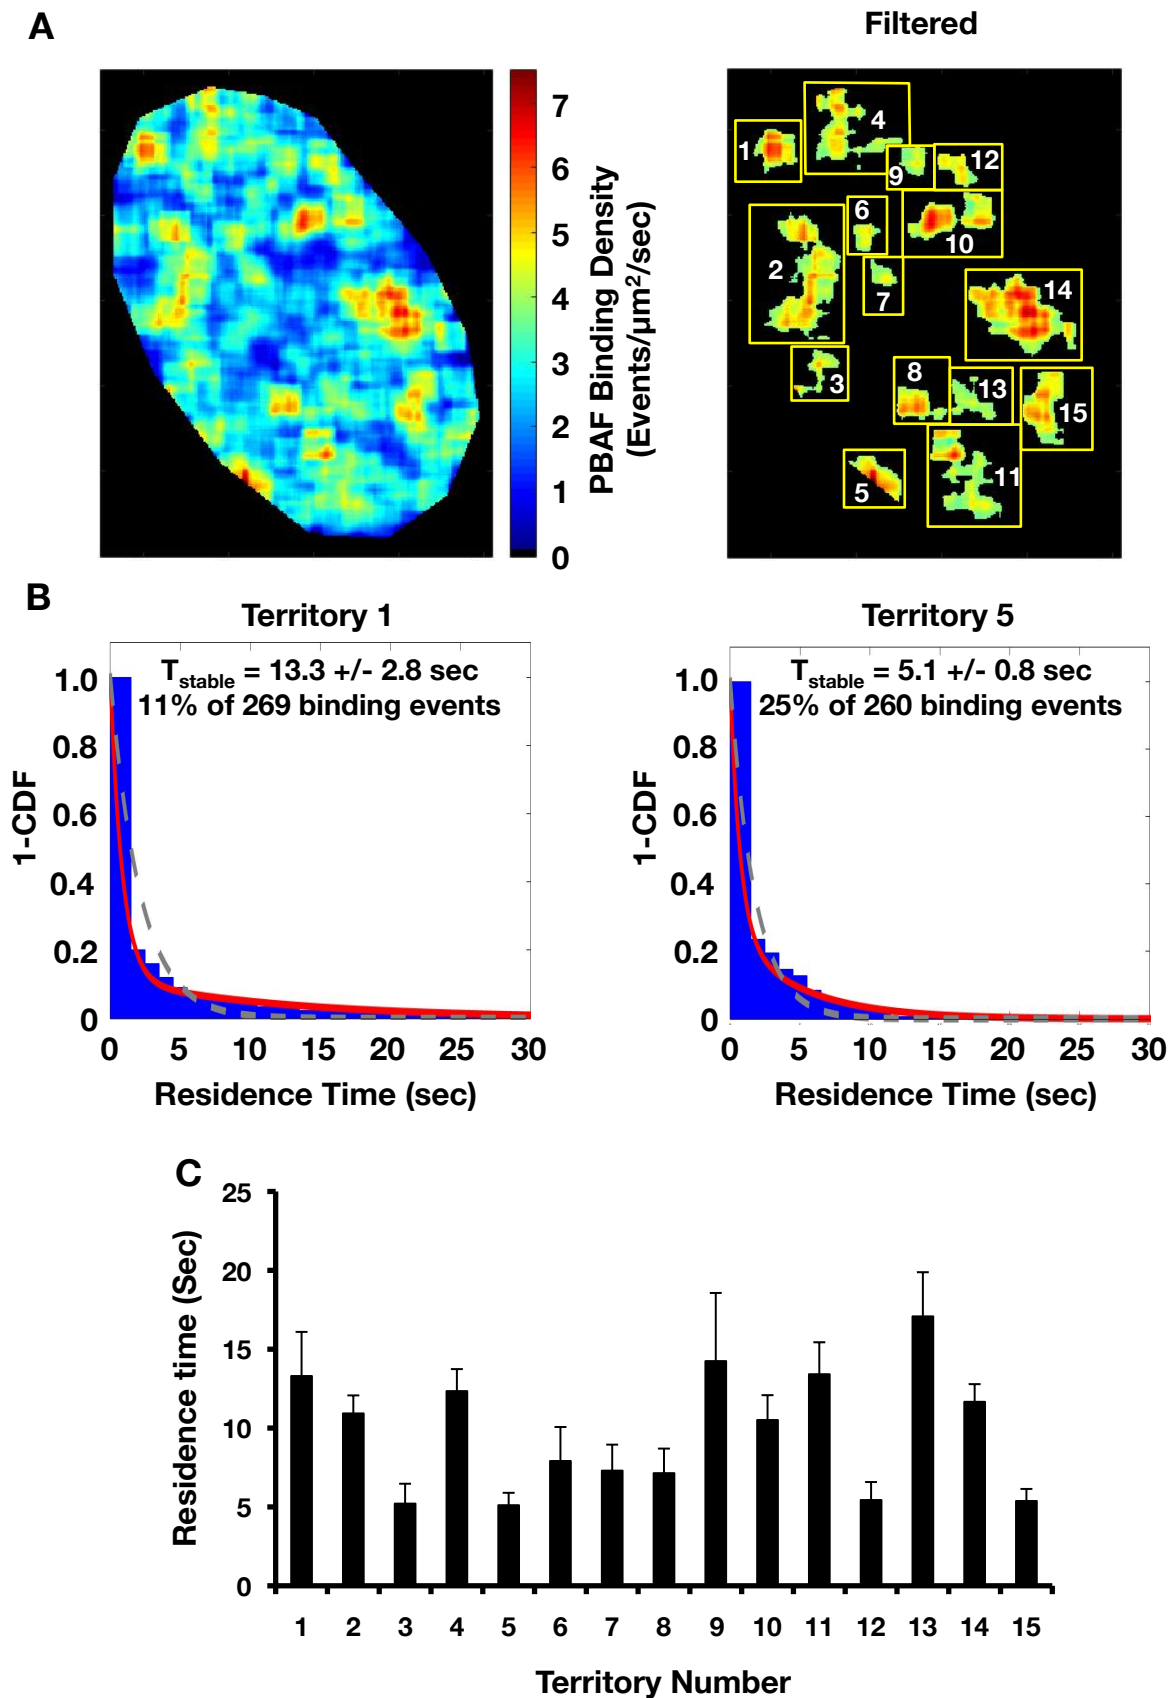 A
Filtered
7
6
5
4
3
2
1
0
PBAF Binding Density
(Events/µm²/sec)
1
4
9
12
6
10
2
7
14
3
8
13
15
5
11
B
Territory 1
T stable = 13.3 +/- 2.8 sec
11% of 269 binding events
1-CDF
1.0
0.8
0.6
0.4
0.2
0
0 5 10 15 20 25 30
Residence Time (sec)
Territory 5
T stable = 5.1 +/- 0.8 sec
25% of 260 binding events
1-CDF
1.0
0.8
0.6
0.4
0.2
0
0 5 10 15 20 25 30
Residence Time (sec)
C
Residence time (Sec)
25
20
15
10
5
0
1 2 3 4 5 6 7 8 9 10 11 12 13 14 15
Territory Number